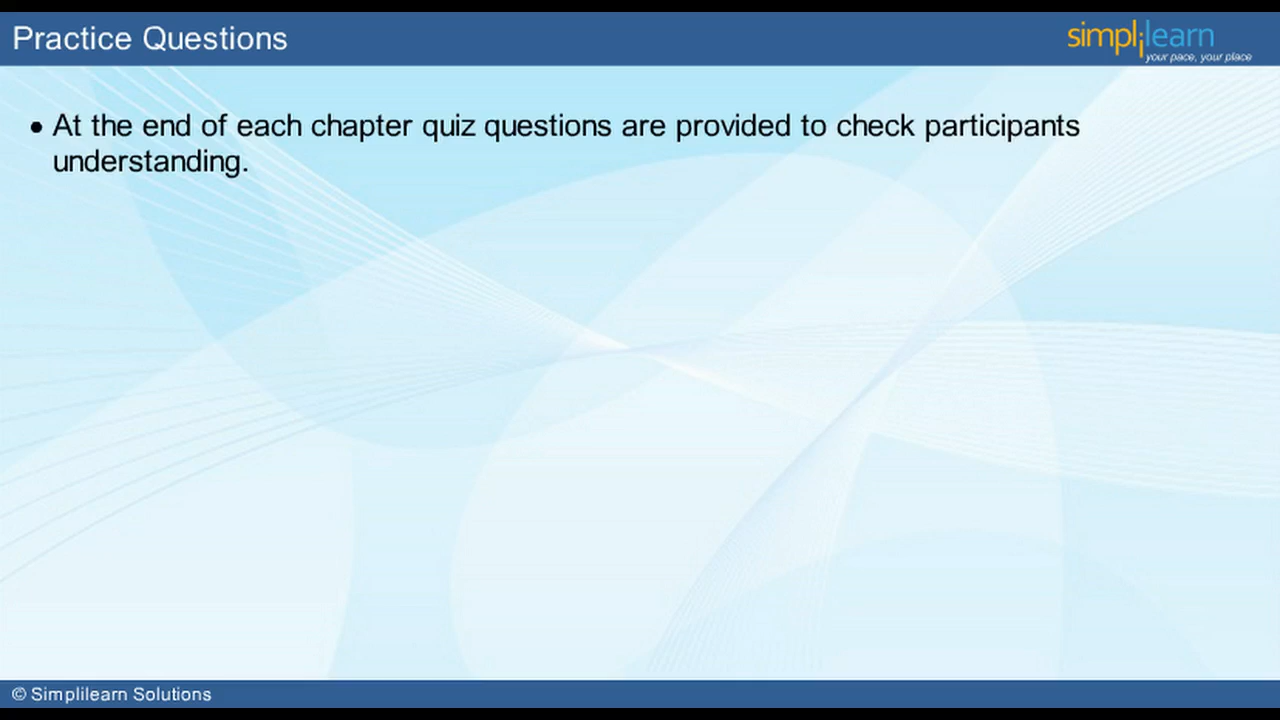 Practice Questions
simplilearn
your pace, your place
● At the end of each chapter quiz questions are provided to check participants
understanding.
© Simplilearn Solutions